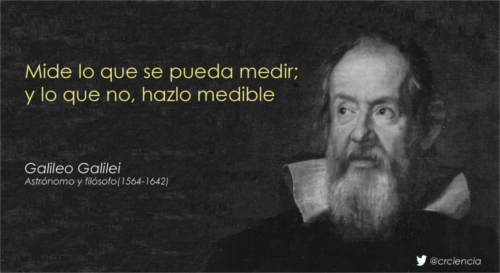 Mide lo que se pueda medir;
y lo que no, hazlo medible
Galileo Galilei
Astrónomo y filósofo(1564-1642)
@crciencia